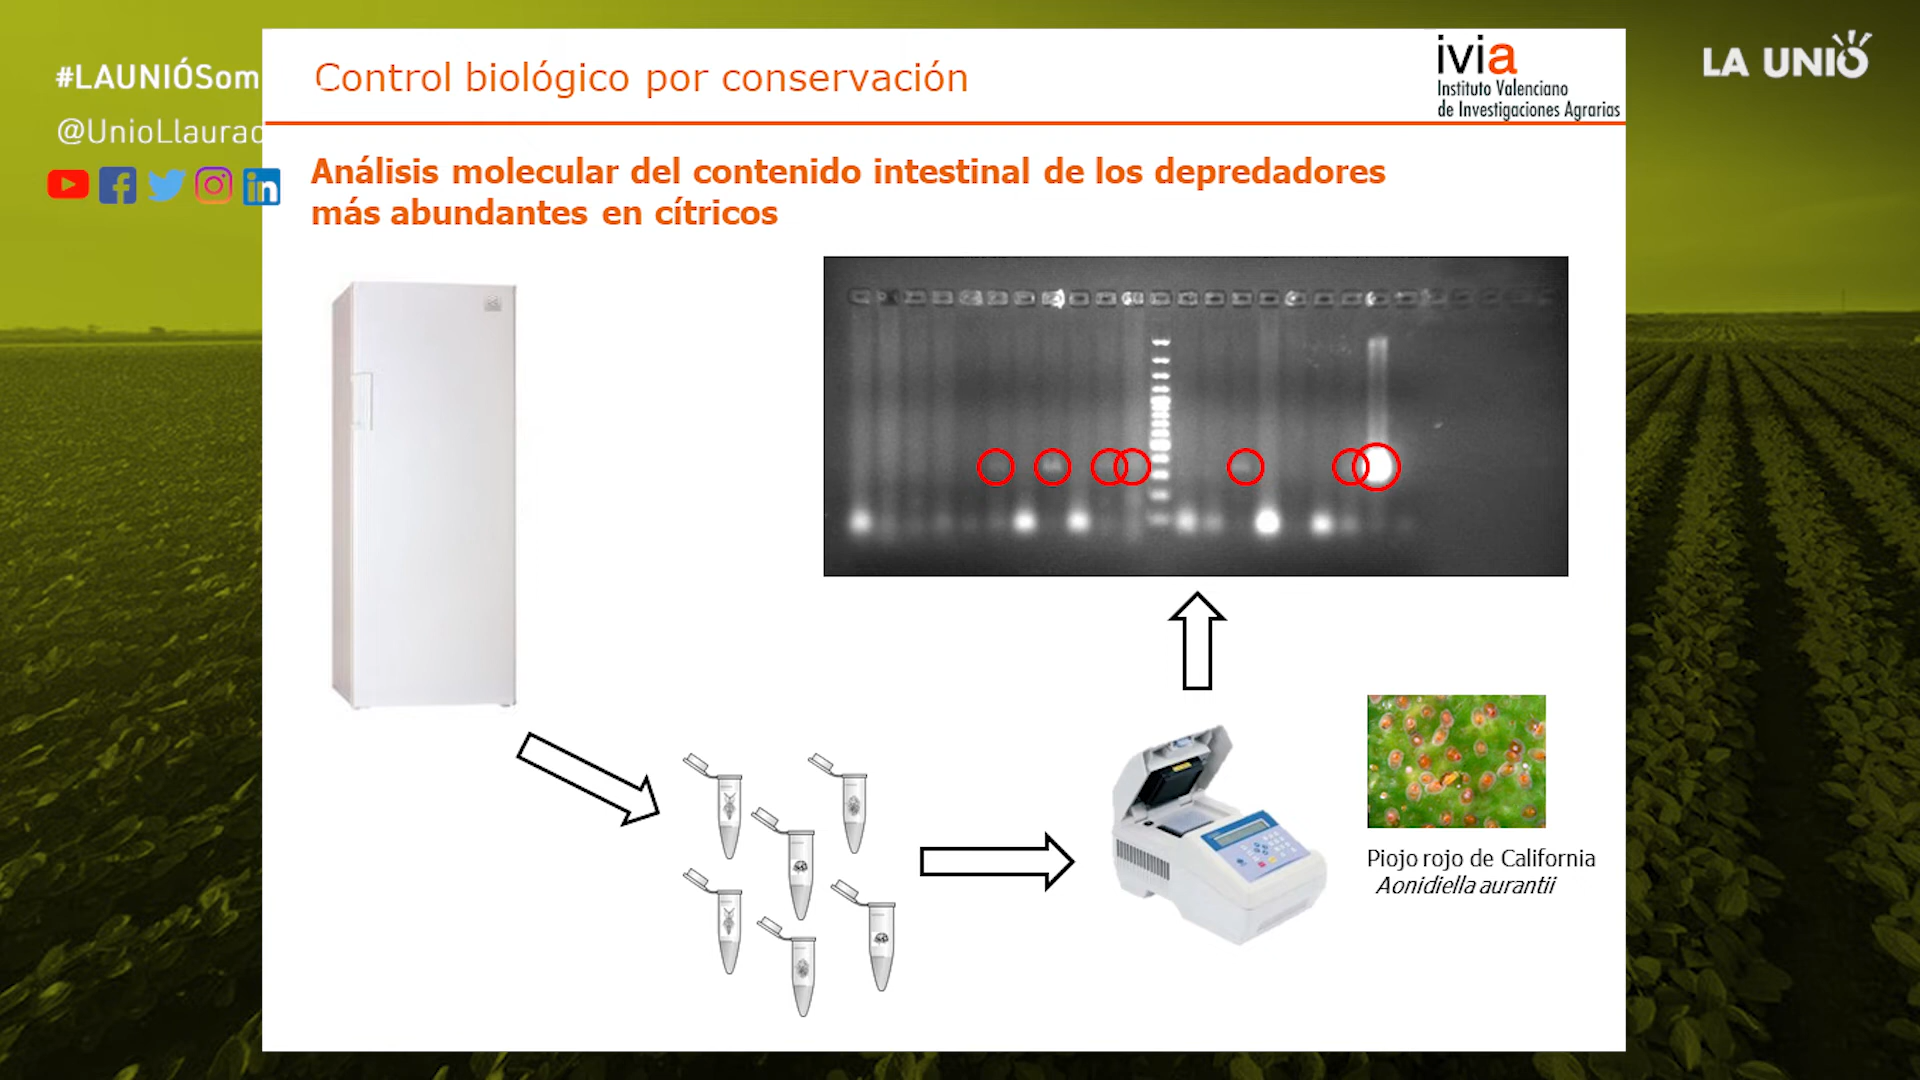 #LAUNIÓSom
@UnioLlaurad
Control biológico por conservación
ivia
Instituto Valenciano
de Investigaciones Agrarias
LA UNIÓ
Análisis molecular del contenido intestinal de los depredadores
más abundantes en cítricos
Piojo rojo de California
Aonidiella aurantii